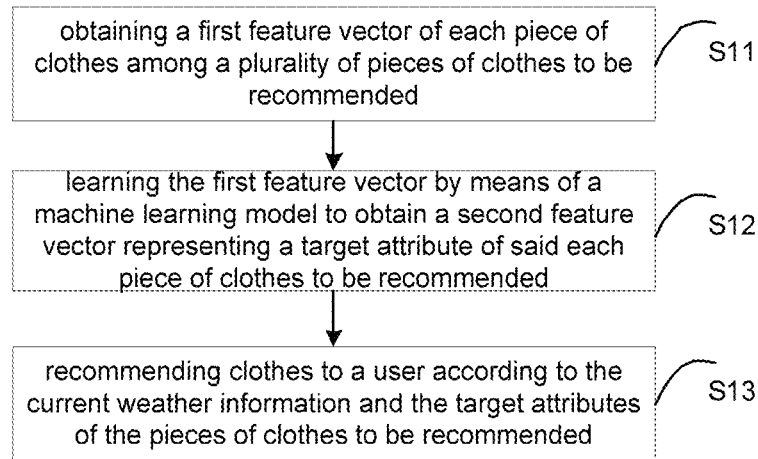 obtaining a first feature vector of each piece of
clothes among a plurality of pieces of clothes to be
recommended
S11
learning the first feature vector by means of a
machine learning model to obtain a second feature
vector representing a target attribute of said each
piece of clothes to be recommended
S12
recommending clothes to a user according to the
current weather information and the target attributes
of the pieces of clothes to be recommended
S13